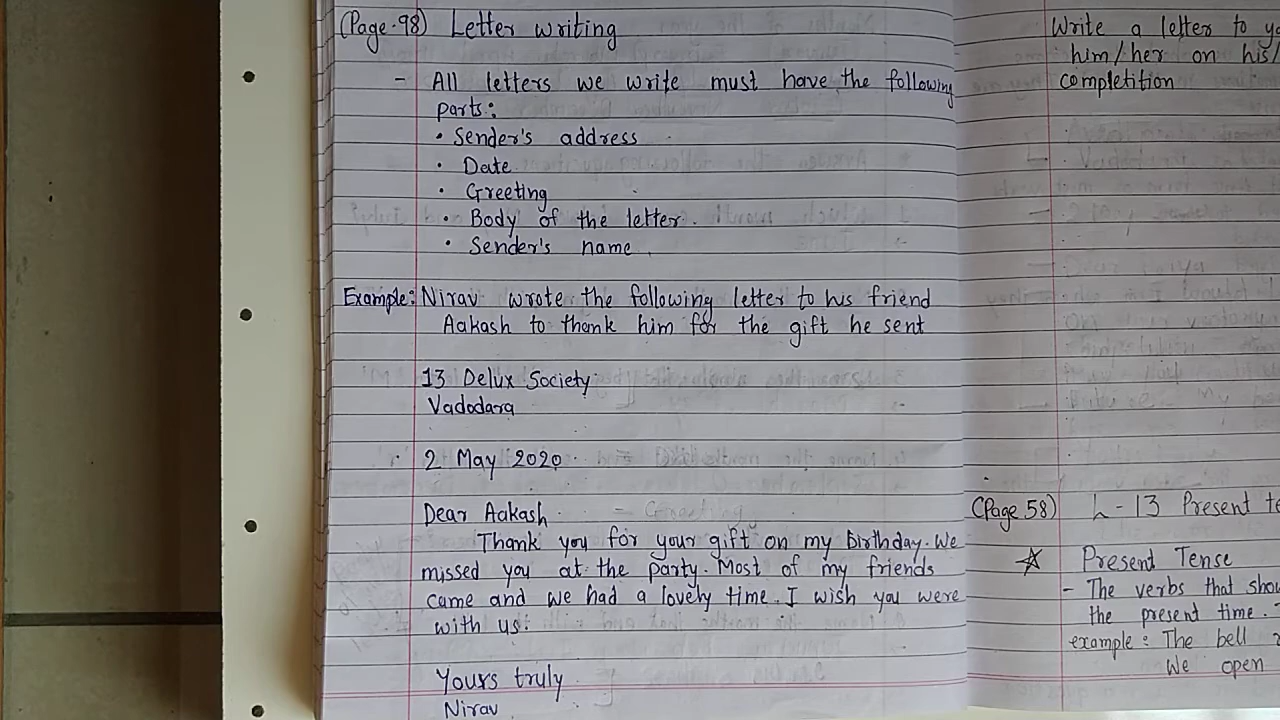 (Page-98) Letter writing
- All letters we write must have the following
parts:
• Sender's address
• Date
• Greeting
• Body of the letter.
• Sender's name
Example: Nirav wrote the following letter to his friend
Aakash to thank him for the gift he sent
13 Delux Society
Vadodara
2 May 2020
Dear Aakash
Thank you for your gift on my birthday. We
missed you at the party. Most of my friends
came and we had a lovely time. I wish you were
with us.
Yours truly
Nirav
Write a letter to
him/her on his/
completition
(Page 58) L-13 Present
☆ Present Tense
- The verbs that
the present time.
example: The bell
We open